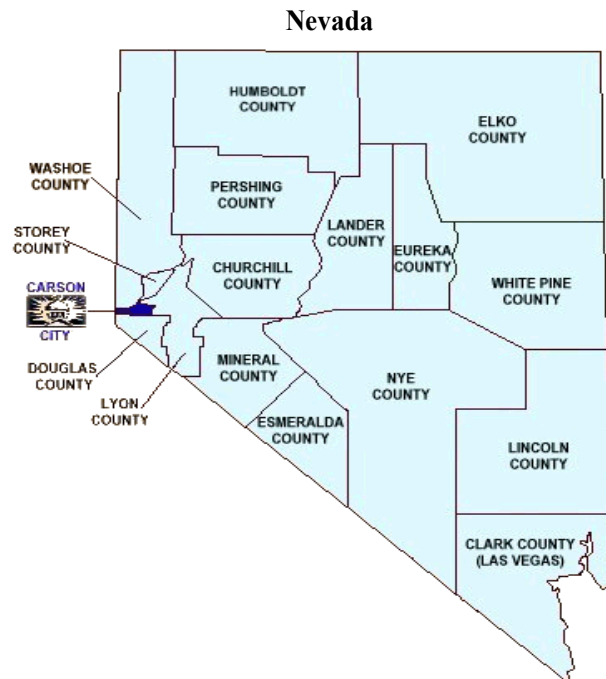 Nevada
HUMBOLDT
COUNTY
ELKO
COUNTY
WASHOE
COUNTY
PERSHING
COUNTY
STOREY
COUNTY
LANDER
COUNTY
EUREKA
COUNTY
CHURCHILL
COUNTY
WHITE PINE
COUNTY
CARSON
CITY
DOUGLAS
COUNTY
MINERAL
COUNTY
NYE
COUNTY
LYON
COUNTY
ESMERALDA
COUNTY
LINCOLN
COUNTY
CLARK COUNTY
(LAS VEGAS)